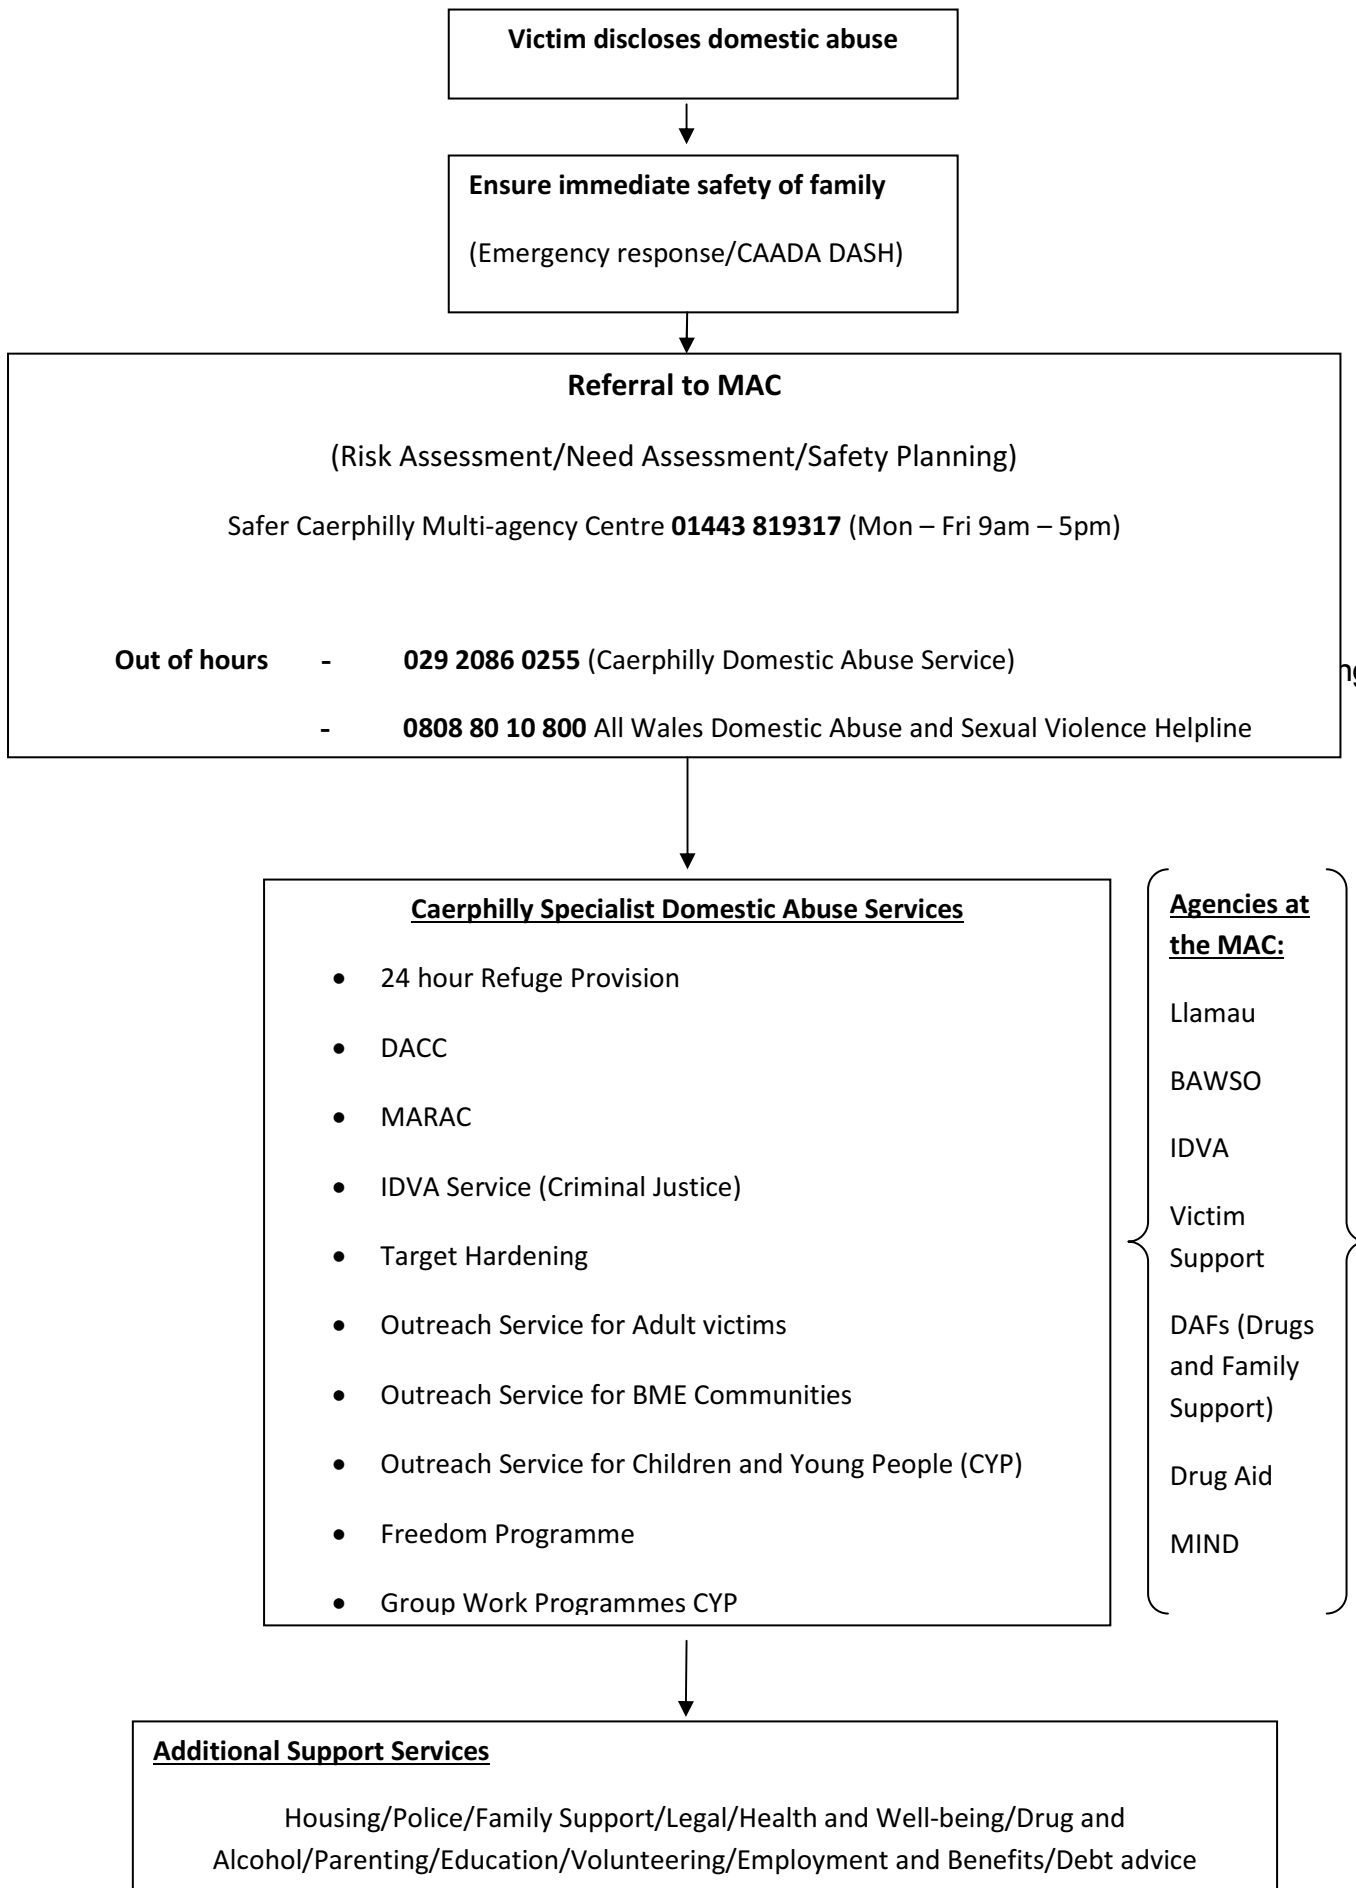 Victim discloses domestic abuse
Ensure immediate safety of family
(Emergency response/CAADA DASH)
Referral to MAC
(Risk Assessment/Need Assessment/Safety Planning)
Safer Caerphilly Multi-agency Centre 01443 819317 (Mon – Fri 9am – 5pm)
Out of hours - 029 2086 0255 (Caerphilly Domestic Abuse Service)
- 0808 80 10 800 All Wales Domestic Abuse and Sexual Violence Helpline
Caerphilly Specialist Domestic Abuse Services
• 24 hour Refuge Provision
• DACC
• MARAC
• IDVA Service (Criminal Justice)
• Target Hardening
• Outreach Service for Adult victims
• Outreach Service for BME Communities
• Outreach Service for Children and Young People (CYP)
• Freedom Programme
• Group Work Programmes CYP
Agencies at
the MAC:
Llamau
BAWSO
IDVA
Victim
Support
DAFs (Drugs
and Family
Support)
Drug Aid
MIND
Additional Support Services
Housing/Police/Family Support/Legal/Health and Well-being/Drug and
Alcohol/Parenting/Education/Volunteering/Employment and Benefits/Debt advice